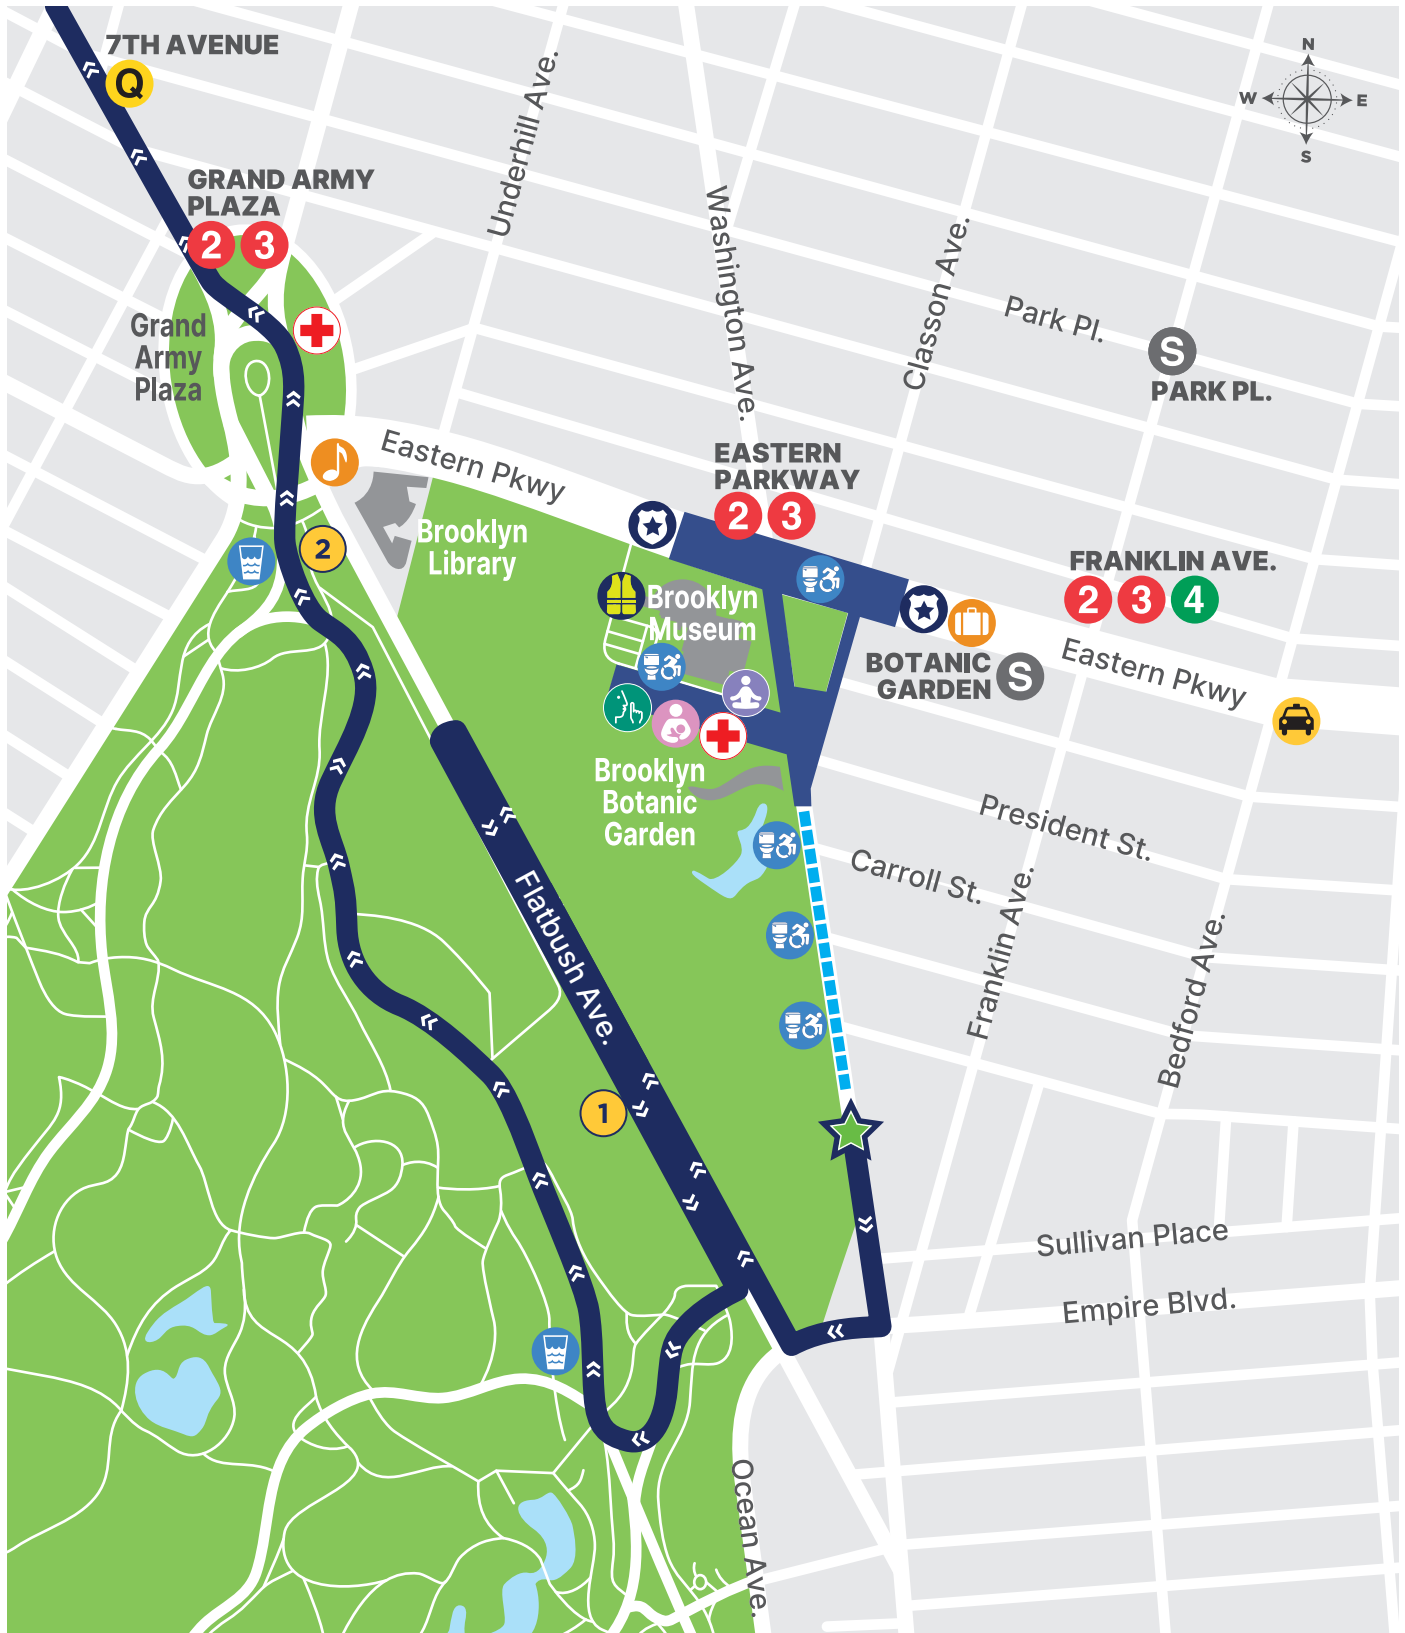 7TH AVENUE
Q
N
W
E
S
Underhill Ave.
GRAND ARMY
PLAZA
2 3
Washington Ave.
Classon Ave.
Park Pl.
S
PARK PL.
Grand
Army
Plaza
Eastern Pkwy
EASTERN
PARKWAY
2 3
Brooklyn
Library
2
FRANKLIN AVE.
2 3 4
Brooklyn
Museum
BOTANIC
GARDEN
S
Eastern Pkwy
Brooklyn
Botanic
Garden
President St.
Carroll St.
Flatbush Ave.
Franklin Ave.
Bedford Ave.
1
Sullivan Place
Empire Blvd.
Ocean Ave.